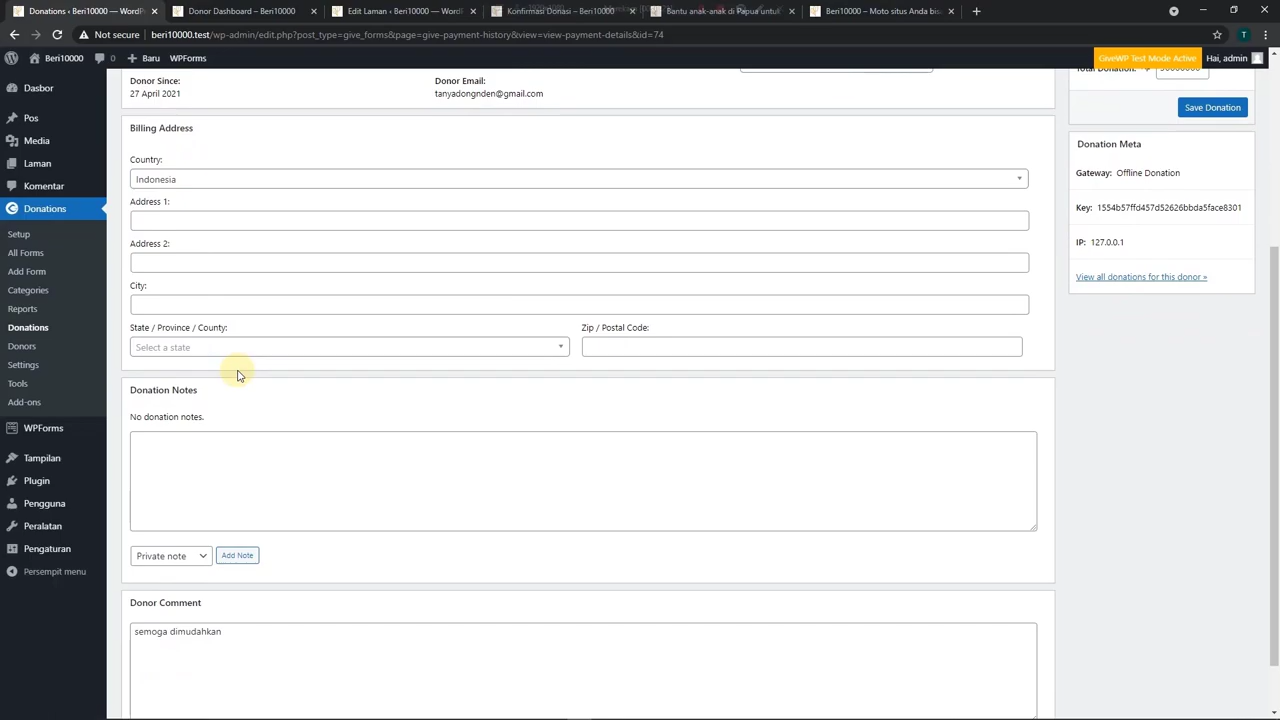 Donations ‹ Beri10000 — WordPre
Donor Dashboard – Beri10000
Edit Laman ‹ Beri10000 — WordPre
Konfirmasi Donasi – Beri10000
Bantu anak-anak di Papua untuk
Beri10000 – Moto situs Anda bis
Not secure
beri10000.test/wp-admin/edit.php?post_type=give_forms&page=give-payment-history&view=view-payment-details&id=74
T
Beri10000
0
Baru
WPForms
GiveWP Test Mode Active
Hai, admin
Dasbor
Pos
Media
Laman
Komentar
Donations
Setup
All Forms
Add Form
Categories
Reports
Donations
Donors
Settings
Tools
Add-ons
WPForms
Tampilan
Plugin
Pengguna
Peralatan
Pengaturan
Persempit menu
Donor Since:
27 April 2021
Donor Email:
tanyadongnden@gmail.com
Billing Address
Country:
Indonesia
Address 1:
Address 2:
City:
State / Province / County:
Select a state
Zip / Postal Code:
Donation Notes
No donation notes.
Private note
Add Note
Donor Comment
semoga dimudahkan
Total Donation:
Save Donation
Donation Meta
Gateway: Offline Donation
Key: 1554b57ffd457d52626bbda5face8301
IP: 127.0.0.1
View all donations for this donor »